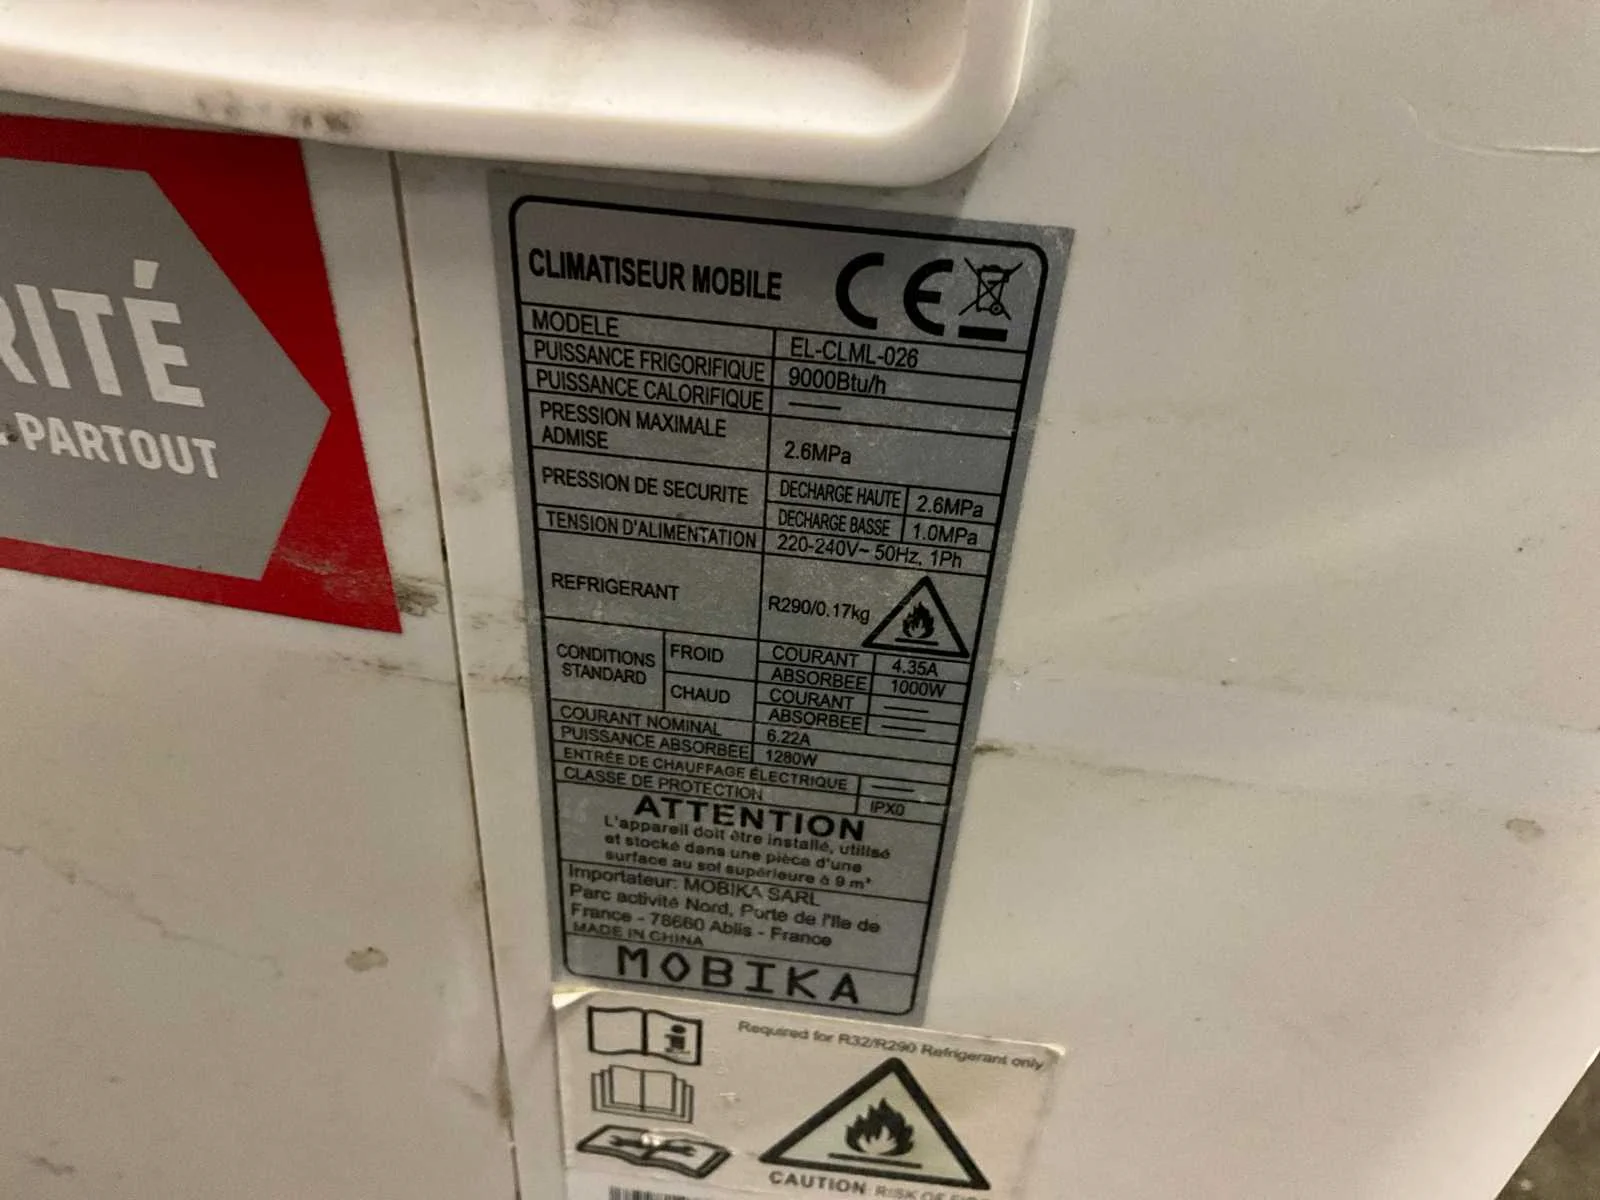 RITÉ
PARTOUT
CLIMATISEUR MOBILE CE
MODELE EL-CLML-026
PUISSANCE FRIGORIFIQUE 9000Btu/h
PUISSANCE CALORIFIQUE ——
PRESSION MAXIMALE
ADMISE 2.6MPa
PRESSION DE SECURITE DECHARGE HAUTE 2.6MPa
DECHARGE BASSE 1.0MPa
TENSION D'ALIMENTATION 220-240V~ 50Hz, 1Ph
REFRIGERANT R290/0.17kg
CONDITIONS
STANDARD
FROID COURANT 4.35A
ABSORBEE 1000W
CHAUD COURANT ——
ABSORBEE ——
COURANT NOMINAL 6.22A
PUISSANCE ABSORBEE 1280W
ENTRÉE DE CHAUFFAGE ÉLECTRIQUE ——
CLASSE DE PROTECTION IPX0
ATTENTION
L'appareil doit être installé, utilisé
et stocké dans une pièce d'une
surface au sol supérieure à 9 m²
Importateur: MOBIKA SARL
Parc activité Nord, Porte de l'Ile de
France - 78660 Ablis - France
MADE IN CHINA
MOBIKA
Required for R32/R290 Refrigerant only
CAUTION RISK OF